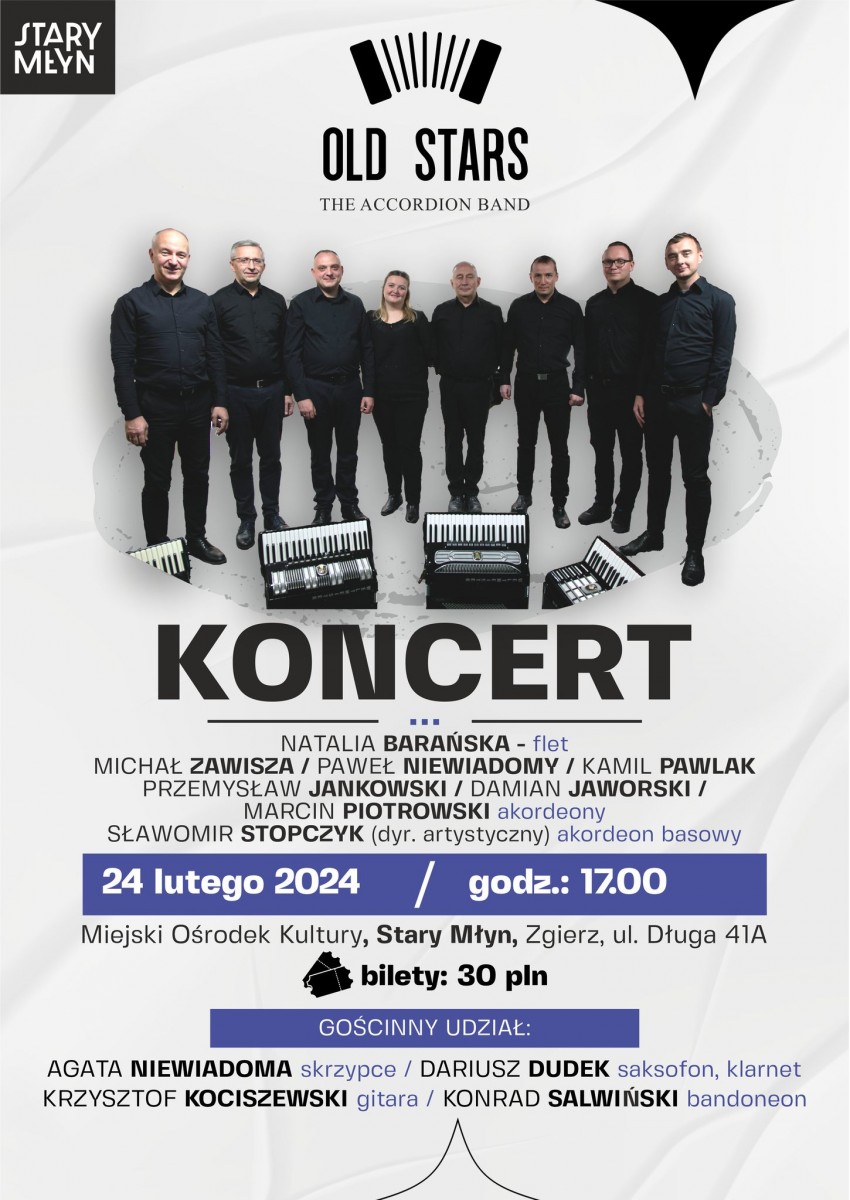 STARY
MŁYN
OLD STARS
THE ACCORDION BAND
KONCERT
NATALIA BARAŃSKA - flet
MICHAŁ ZAWISZA / PAWEŁ NIEWIADOMY / KAMIL PAWLAK
PRZEMYSŁAW JANKOWSKI / DAMIAN JAWORSKI /
MARCIN PIOTROWSKI akordeony
SŁAWOMIR STOPCZYK (dyr. artystyczny) akordeon basowy
24 lutego 2024 / godz.: 17.00
Miejski Ośrodek Kultury, Stary Młyn, Zgierz, ul. Długa 41A
bilety: 30 pln
GOŚCINNY UDZIAŁ:
AGATA NIEWIADOMA skrzypce / DARIUSZ DUDEK saksofon, klarnet
KRZYSZTOF KOCISZEWSKI gitara / KONRAD SALWIŃSKI bandoneon